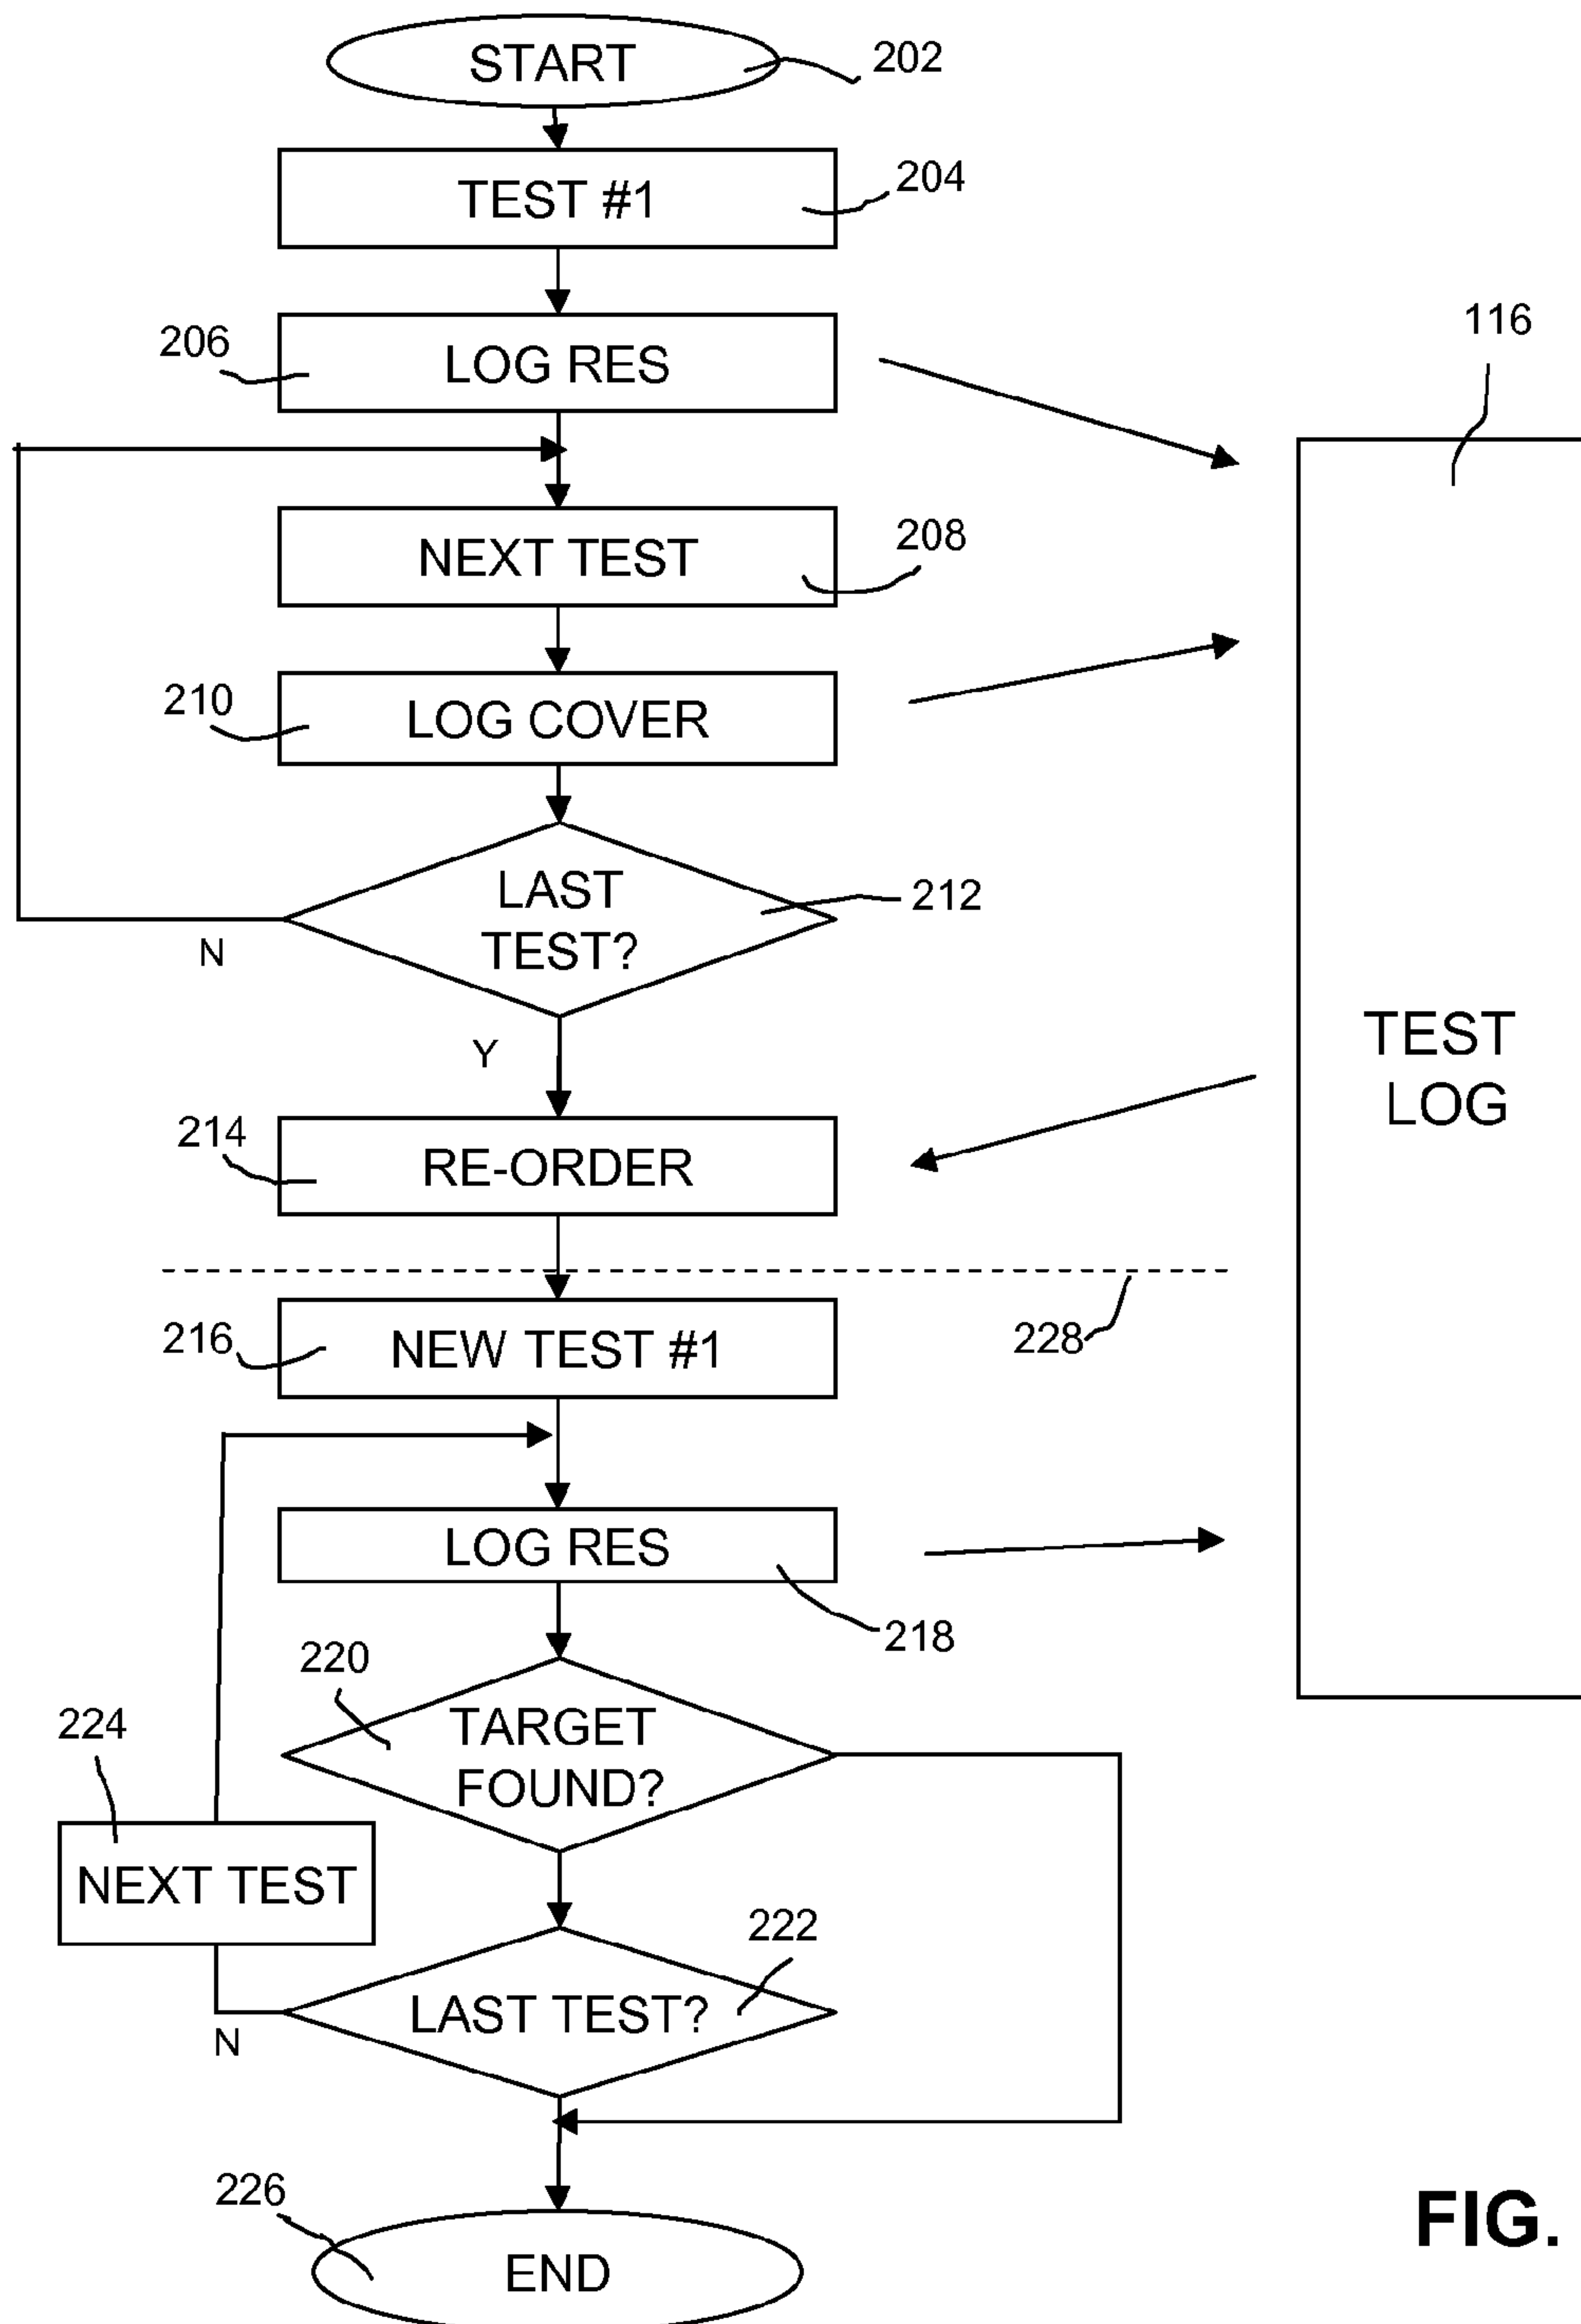 START
202
TEST #1
204
206
LOG RES
116
NEXT TEST
208
210
LOG COVER
LAST
TEST?
212
N
Y
TEST
LOG
214
RE-ORDER
216
NEW TEST #1
228
LOG RES
218
220
TARGET
FOUND?
224
NEXT TEST
222
LAST TEST?
N
226
END
FIG.